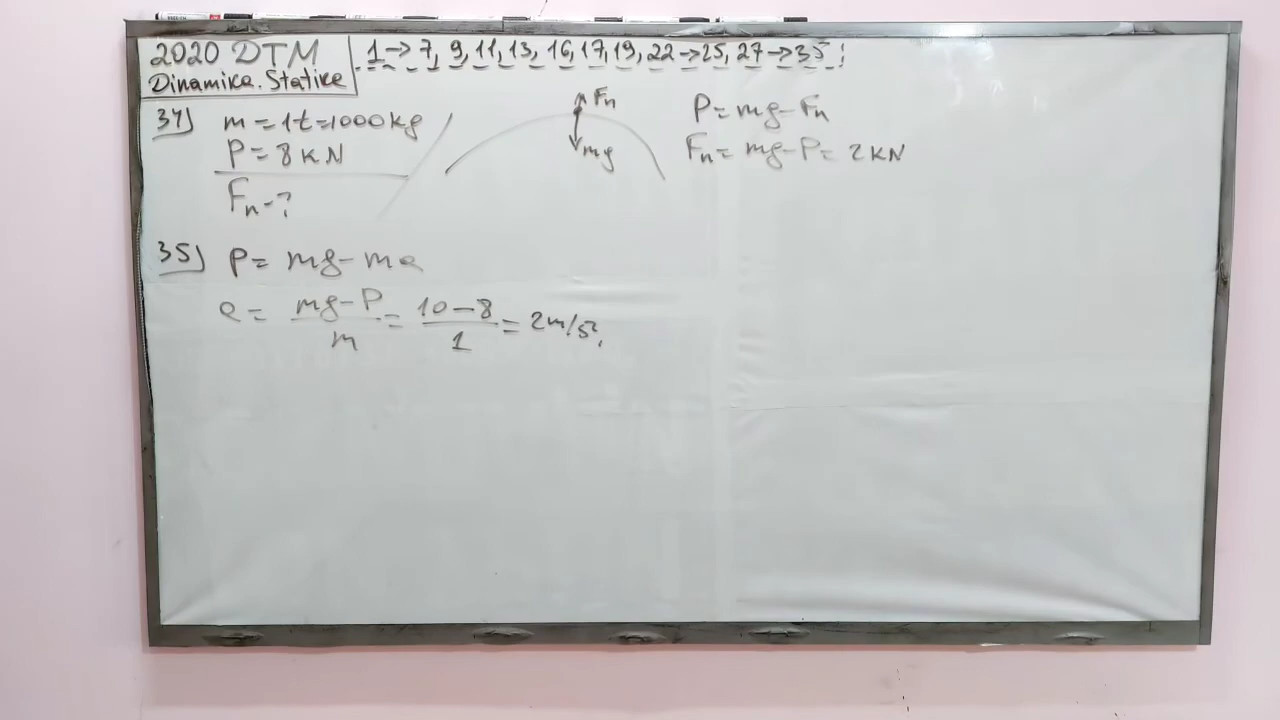 2020 DTM
Dinamika. Statika
1→7, 9, 11, 13, 16, 17, 19, 22→25, 27→35!
34) m = 1t = 1000kg
P = 8 kN
Fn - ?
Fn
mg
P = mg - Fn
Fn = mg - P = 2 kN
35) P = mg - ma
a = mg - P / m = 10 - 8 / 1 = 2 m/s²